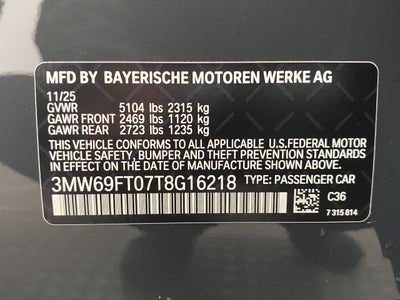 MFD BY BAYERISCHE MOTOREN WERKE AG
11/25
GVWR 5104 lbs 2315 kg
GAWR FRONT 2469 lbs 1120 kg
GAWR REAR 2723 lbs 1235 kg
THIS VEHICLE CONFORMS TO ALL APPLICABLE
U.S.FEDERAL MOTOR
VEHICLE SAFETY, BUMPER, AND THEFT PREVENTION STANDARDS
IN EFFECT ON THE DATE OF MANUFACTURE SHOWN ABOVE.
3MW69FT07T8G16218 TYPE: PASSENGER CAR
C36
7 315 814